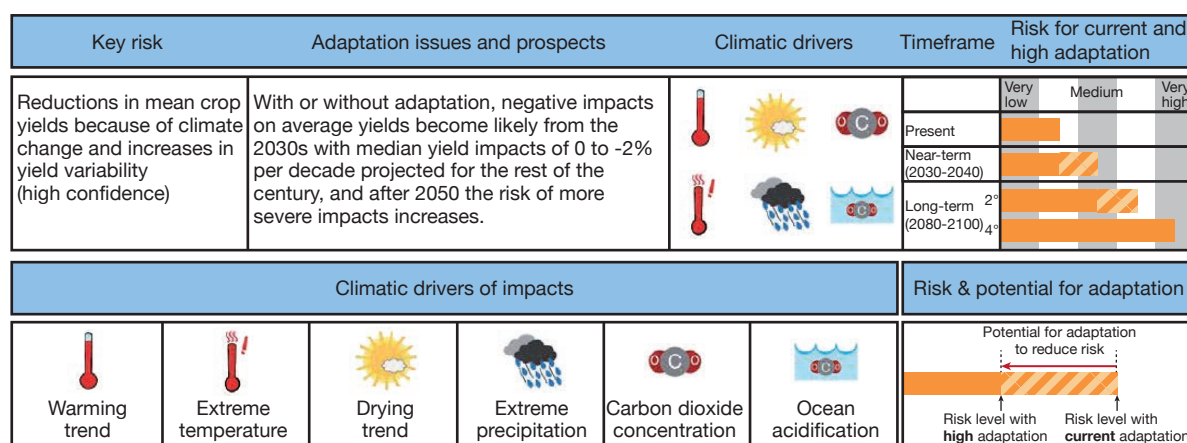 Key risk
Adaptation issues and prospects
Climatic drivers
Timeframe
Risk for current and
high adaptation
Reductions in mean crop
yields because of climate
change and increases in
yield variability
(high confidence)
With or without adaptation, negative impacts
on average yields become likely from the
2030s with median yield impacts of 0 to -2%
per decade projected for the rest of the
century, and after 2050 the risk of more
severe impacts increases.
O C O
O C O
Very
low
Medium
Very
high
Present
Near-term
(2030-2040)
Long-term
(2080-2100)
2°
4°
Climatic drivers of impacts
Risk & potential for adaptation
Warming
trend
Extreme
temperature
Drying
trend
Extreme
precipitation
O C O
Carbon dioxide
concentration
O C O
Ocean
acidification
Potential for adaptation
to reduce risk
Risk level with
high adaptation
Risk level with
current adaptation